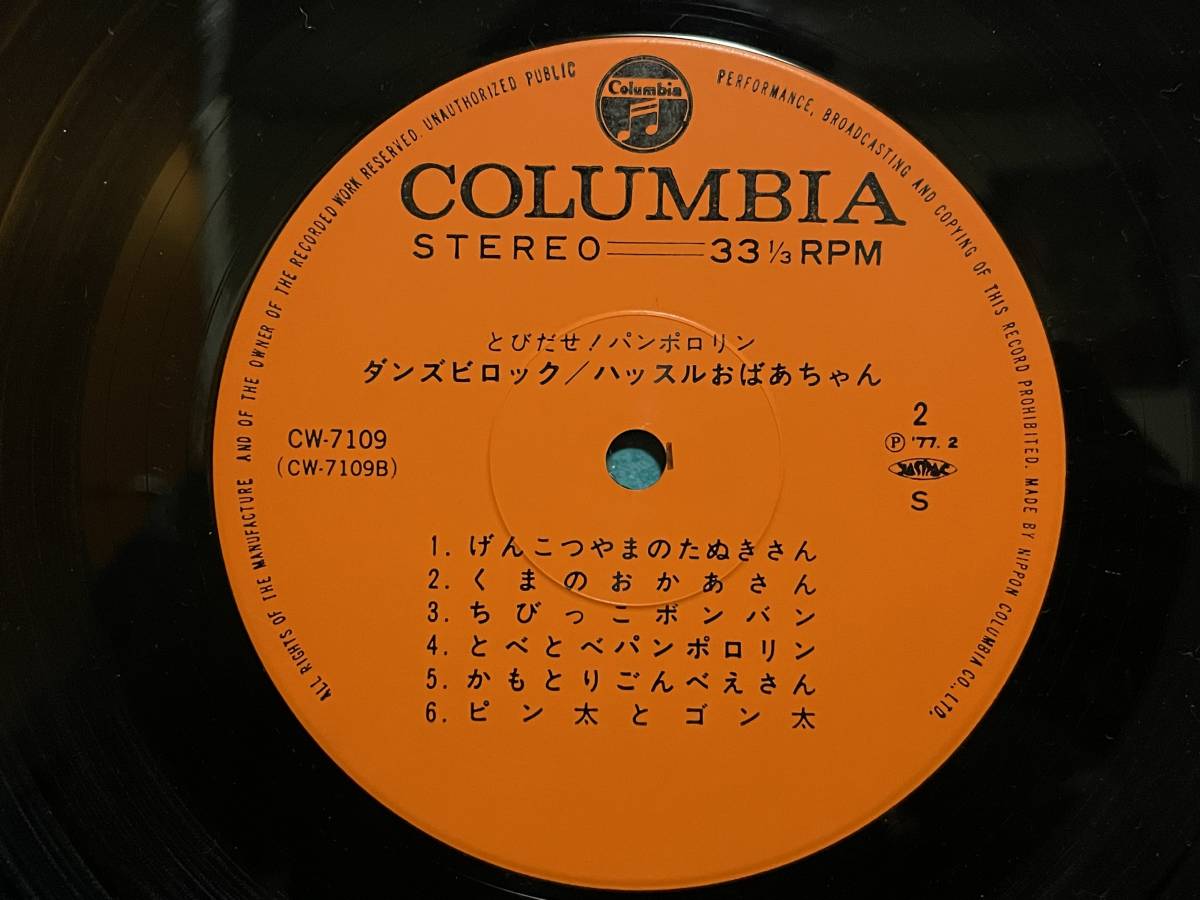 Columbia
COLUMBIA
STEREO 33 1/3 RPM
とびだせ!パンポロリン
ダンズビロック/ハッスルおばあちゃん
CW-7109
(CW-7109B)
2
Ⓟ '77. 2
JASRAC
S
1. げんこつやまのたぬきさん
2. くまのおかあさん
3. ちびっこボンバン
4. とべとべパンポロリン
5. かもとりごんべえさん
6. ピン太とゴン太
ALL RIGHTS OF THE MANUFACTURE AND OF THE OWNER OF THE RECORDED WORK RESERVED. UNAUTHORIZED PUBLIC PERFORMANCE, BROADCASTING AND COPYING OF THIS RECORD PROHIBITED. MADE BY NIPPON COLUMBIA CO., LTD.